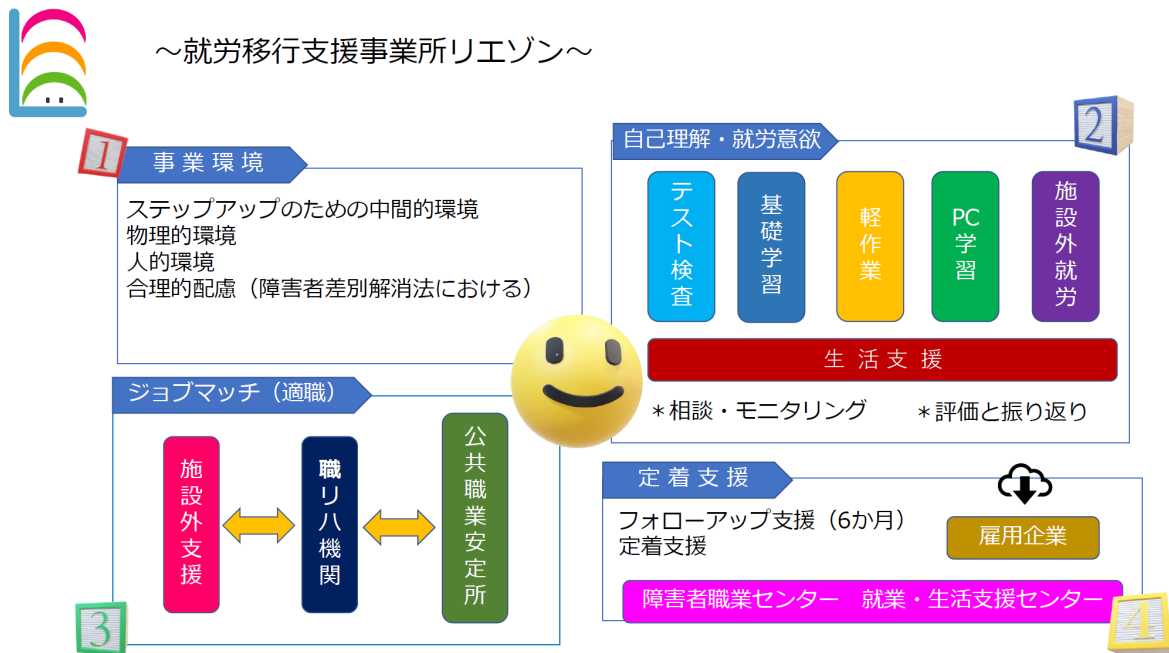 ～就労移行支援事業所リエゾン～
1
事業環境
ステップアップのための中間的環境
物理的環境
人的環境
合理的配慮（障害者差別解消法における）
2
自己理解・就労意欲
テスト検査
基礎学習
軽作業
PC学習
施設外就労
生活支援
＊相談・モニタリング
＊評価と振り返り
3
ジョブマッチ（適職）
施設外支援
職リハ機関
公共職業安定所
4
定着支援
フォローアップ支援（6か月）
定着支援
雇用企業
障害者職業センター　就業・生活支援センター